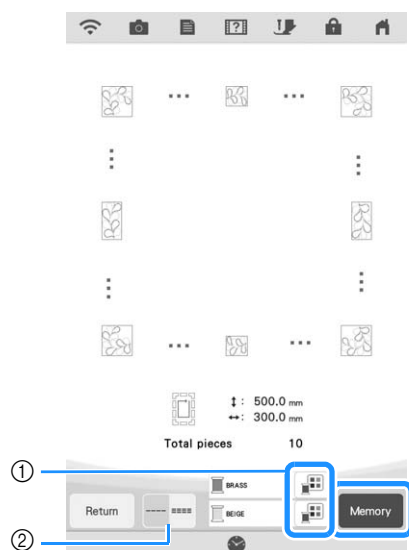 ?
↕: 500.0 mm
↔: 300.0 mm
Total pieces 10
①
BRASS
Return
BEIGE
Memory
②